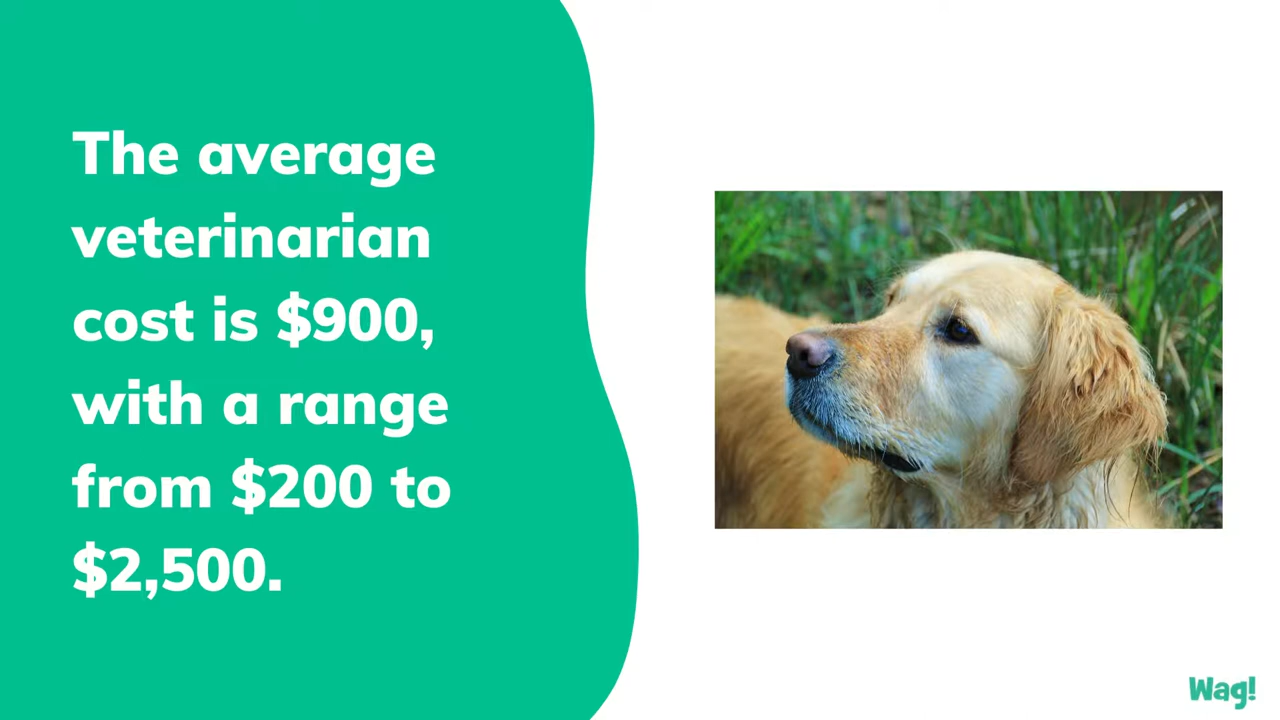 The average
veterinarian
cost is $900,
with a range
from $200 to
$2,500.
Wag!